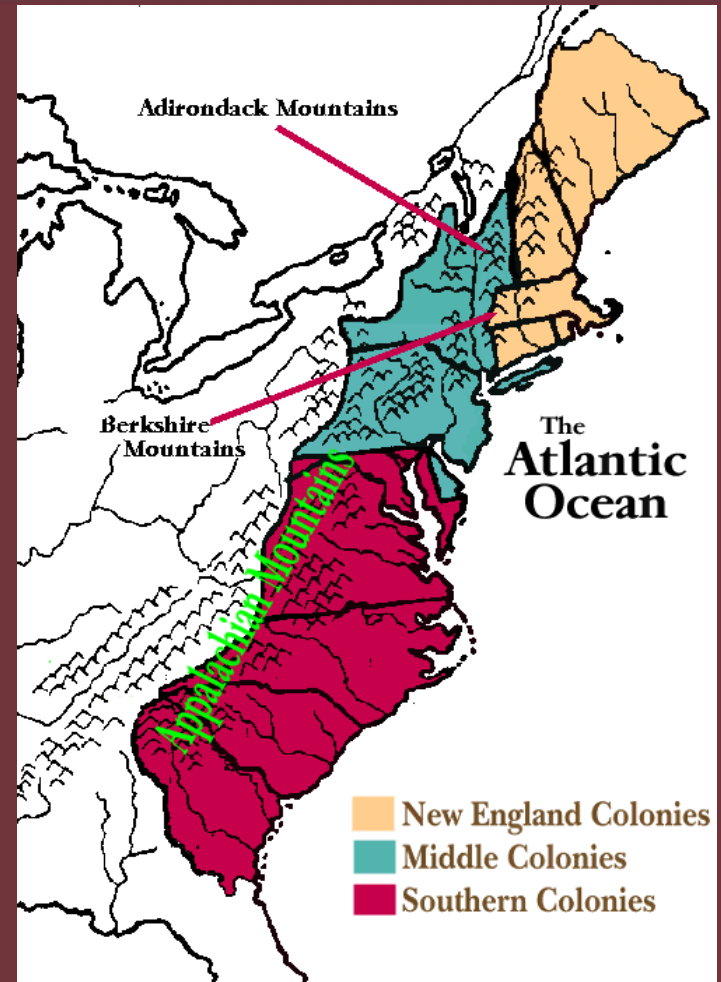 Adirondack Mountains
Berkshire
Mountains
The
Atlantic
Ocean
Appalachian Mountains
New England Colonies
Middle Colonies
Southern Colonies